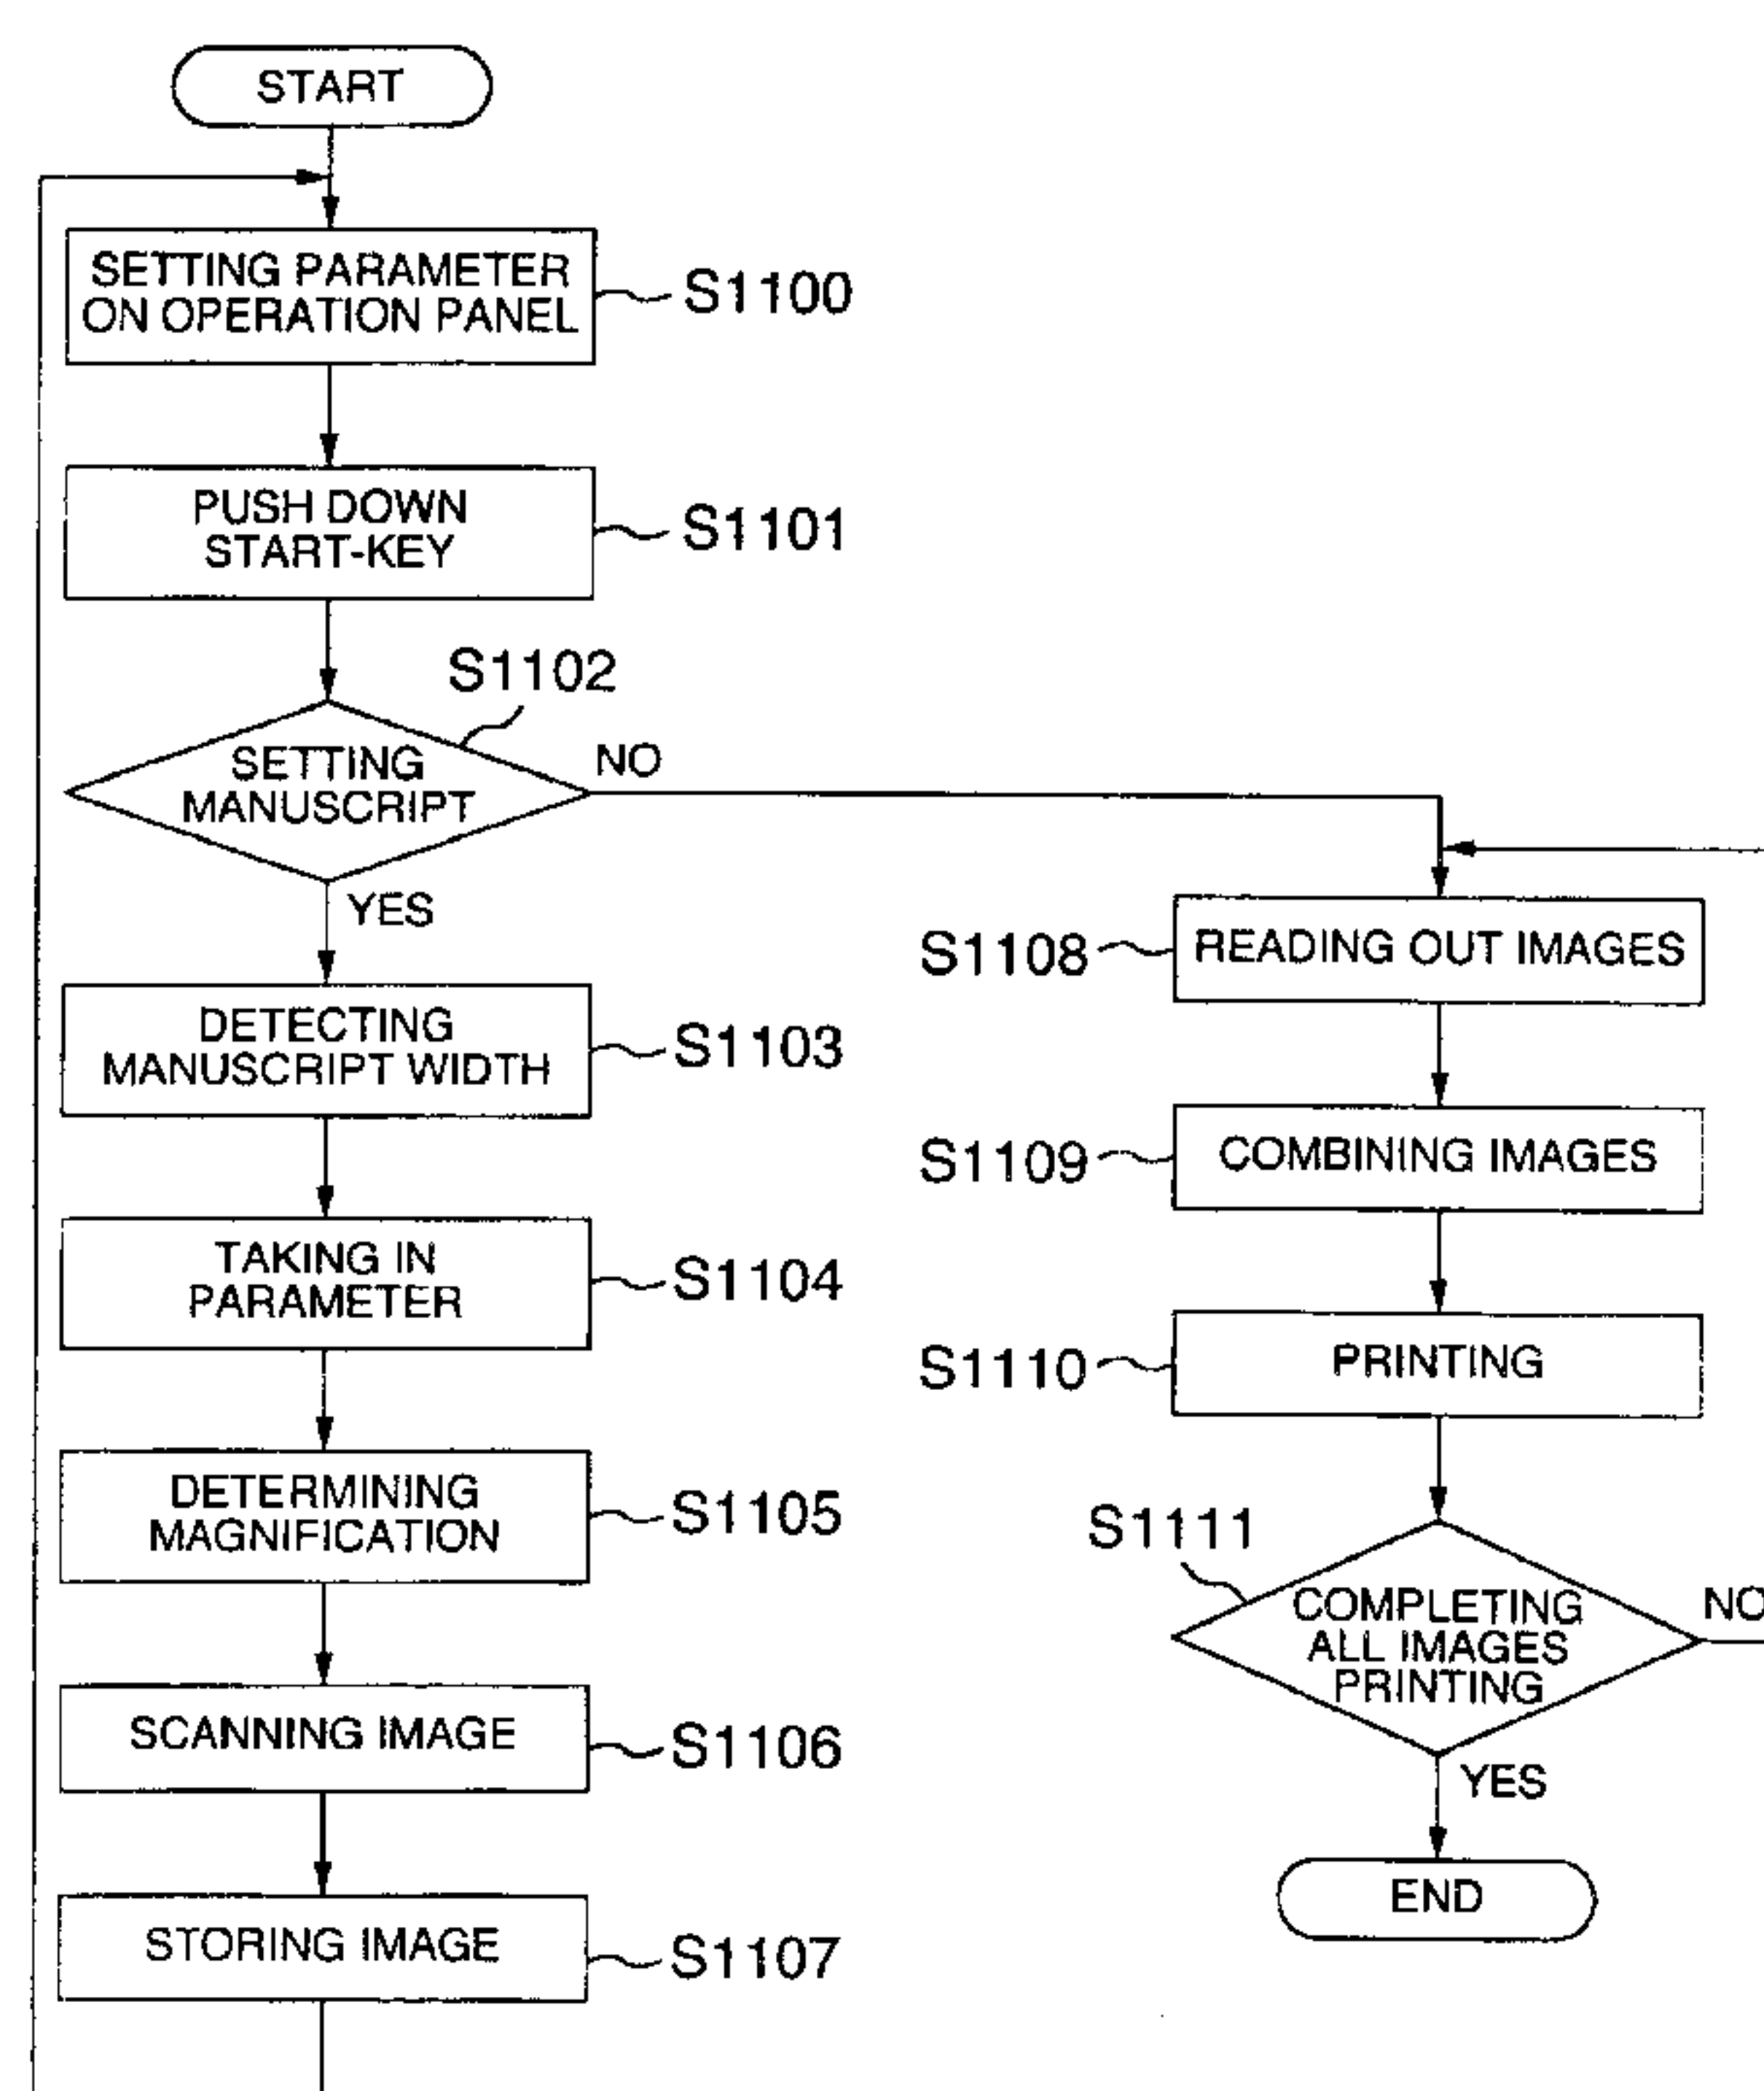 START
SETTING PARAMETER
ON OPERATION PANEL
S1100
PUSH DOWN
START-KEY
S1101
S1102
SETTING
MANUSCRIPT
NO
YES
DETECTING
MANUSCRIPT WIDTH
S1103
TAKING IN
PARAMETER
S1104
DETERMINING
MAGNIFICATION
S1105
SCANNING IMAGE
S1106
STORING IMAGE
S1107
S1108
READING OUT IMAGES
S1109
COMBINING IMAGES
S1110
PRINTING
S1111
COMPLETING
ALL IMAGES
PRINTING
NO
YES
END